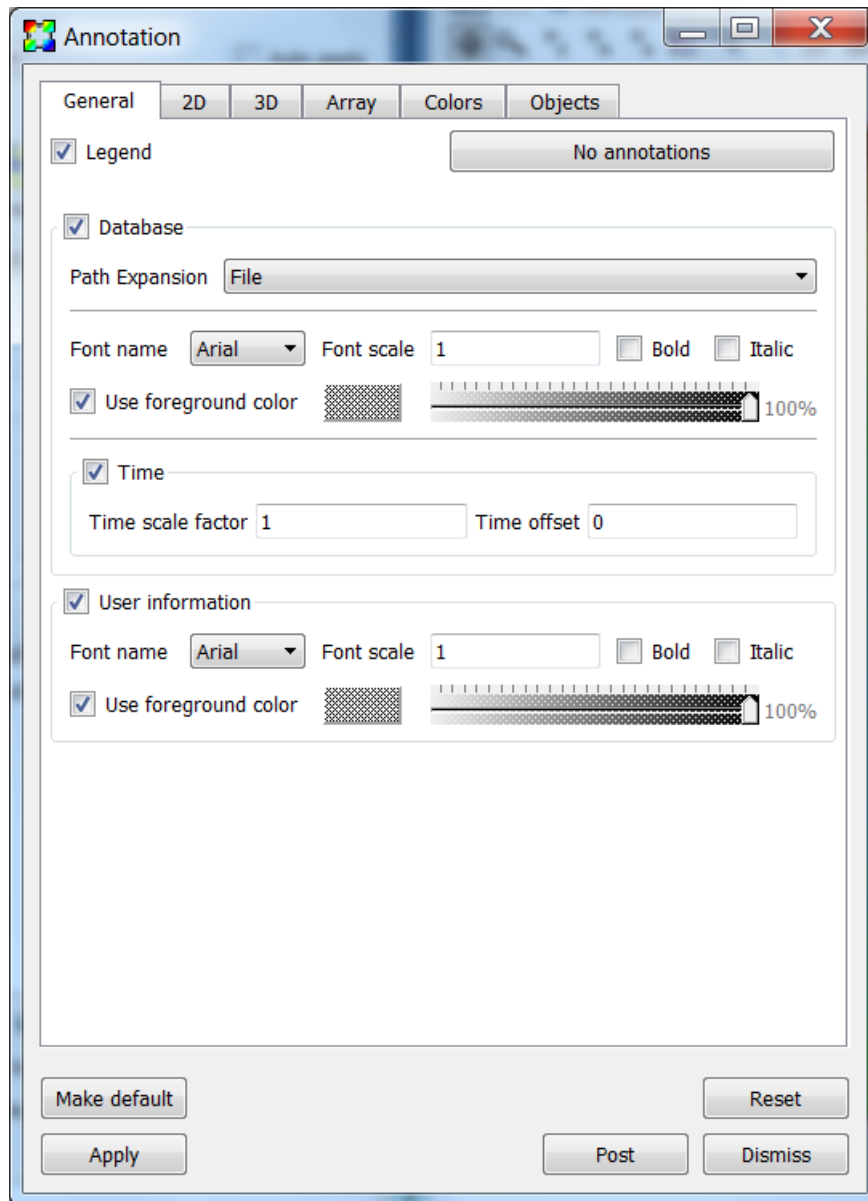 Annotation
General 2D 3D Array Colors Objects
Legend No annotations
Database
Path Expansion File
Font name Arial Font scale 1 Bold Italic
Use foreground color 100%
Time
Time scale factor 1 Time offset 0
User information
Font name Arial Font scale 1 Bold Italic
Use foreground color 100%
Make default Reset
Apply Post Dismiss